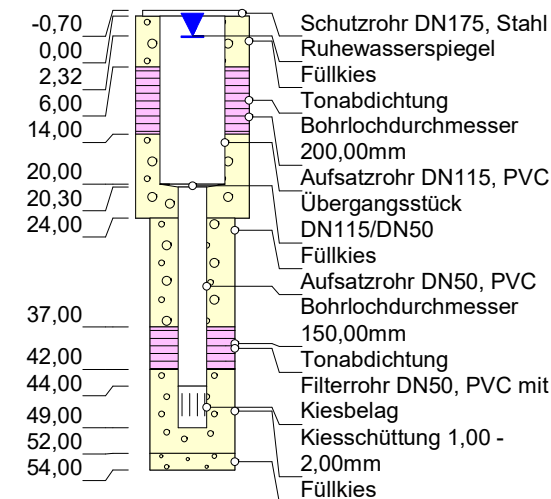 -0,70
0,00
2,32
6,00
14,00
20,00
20,30
24,00
37,00
42,00
44,00
49,00
52,00
54,00
Schutzrohr DN175, Stahl
Ruhewasserspiegel
Füllkies
Tonabdichtung
Bohrlochdurchmesser
200,00mm
Aufsatzrohr DN115, PVC
Übergangsstück
DN115/DN50
Füllkies
Aufsatzrohr DN50, PVC
Bohrlochdurchmesser
150,00mm
Tonabdichtung
Filterrohr DN50, PVC mit
Kiesbelag
Kiesschüttung 1,00 -
2,00mm
Füllkies